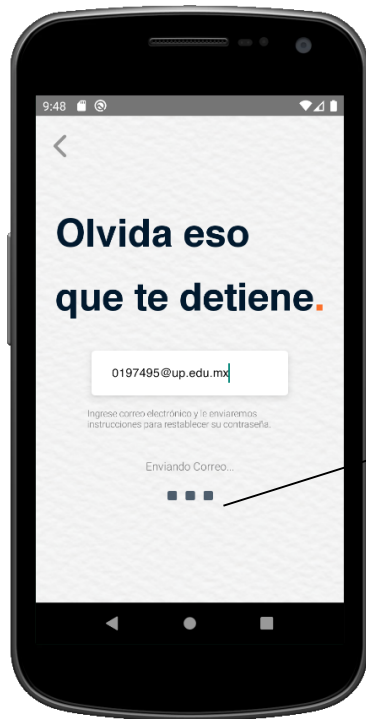 9:48
Olvida eso
que te detiene.
0197495@up.edu.mx
Ingrese correo electrónico y le enviaremos
instrucciones para restablecer su contraseña.
Enviando Correo...